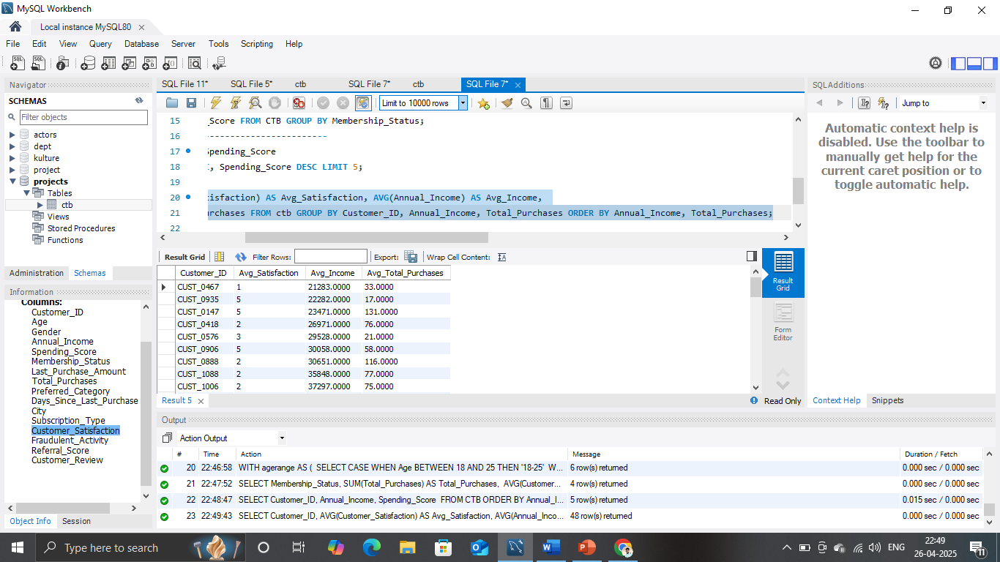 MySQL Workbench
Local instance MySQL80
File Edit View Query Database Server Tools Scripting Help
Navigator
SCHEMAS
Filter objects
actors
dept
kulture
project
projects
Tables
ctb
Views
Stored Procedures
Functions
Administration Schemas
Information
Columns:
Customer_ID
Age
Gender
Annual_Income
Spending_Score
Membership_Status
Last_Purchase_Amount
Total_Purchases
Preferred_Category
Days_Since_Last_Purchase
City
Subscription_Type
Customer_Satisfaction
Fraudulent_Activity
Referral_Score
Customer_Review
Object Info Session
SQL File 11* SQL File 5* ctb SQL File 7* ctb SQL File 7*
Limit to 10000 rows
15 _Score FROM CTB GROUP BY Membership_Status;
16 -----------------------
17 Spending_Score
18 , Spending_Score DESC LIMIT 5;
19
20 isfaction) AS Avg_Satisfaction, AVG(Annual_Income) AS Avg_Income,
21 rchases FROM ctb GROUP BY Customer_ID, Annual_Income, Total_Purchases ORDER BY Annual_Income, Total_Purchases;
22
Result Grid Filter Rows: Export: Wrap Cell Content:
Customer_ID Avg_Satisfaction Avg_Income Avg_Total_Purchases
CUST_0467 1 21283.0000 33.0000
CUST_0935 5 22282.0000 17.0000
CUST_0147 5 23471.0000 131.0000
CUST_0418 2 26971.0000 76.0000
CUST_0576 3 29528.0000 21.0000
CUST_0906 5 30058.0000 58.0000
CUST_0888 2 30651.0000 116.0000
CUST_1088 2 35848.0000 77.0000
CUST_1006 2 37297.0000 75.0000
Result Grid
Form Editor
Result 5
Read Only
Output
Action Output
# Time Action Message Duration / Fetch
20 22:46:58 WITH agerange AS ( SELECT CASE WHEN Age BETWEEN 18 AND 25 THEN '18-25' W... 6 row(s) returned 0.000 sec / 0.000 sec
21 22:47:52 SELECT Membership_Status, SUM(Total_Purchases) AS Total_Purchases, AVG(Customer... 4 row(s) returned 0.000 sec / 0.000 sec
22 22:48:47 SELECT Customer_ID, Annual_Income, Spending_Score FROM CTB ORDER BY Annual_I... 5 row(s) returned 0.015 sec / 0.000 sec
23 22:49:43 SELECT Customer_ID, AVG(Customer_Satisfaction) AS Avg_Satisfaction, AVG(Annual_Inco... 48 row(s) returned 0.000 sec / 0.000 sec
SQLAdditions
Jump to
Automatic context help is
disabled. Use the toolbar to
manually get help for the
current caret position or to
toggle automatic help.
Context Help Snippets
Type here to search
ENG
22:49
26-04-2025
11